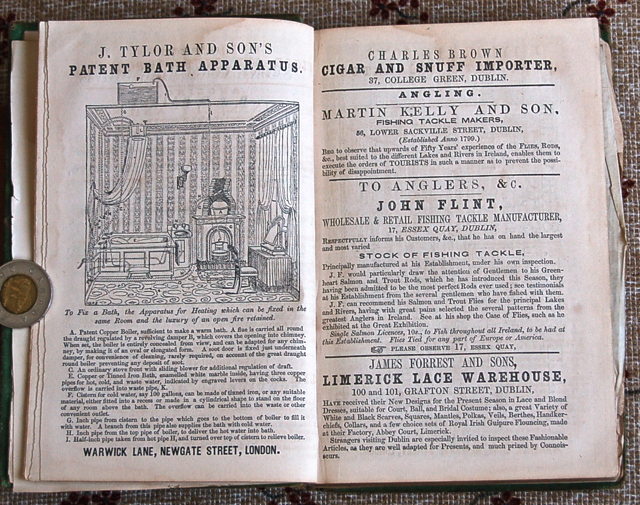 J. TYLOR AND SON'S
PATENT BATH APPARATUS.
To Fix a Bath, the Apparatus for Heating which can be fixed in the
same Room and the luxury of an open fire retained.
A. Patent Copper Boiler, sufficient to make a warm bath. A flue is carried all round
the draught regulated by a revolving damper B, which covers the opening into chimney.
When set, the boiler is entirely concealed from view, and can be adapted for any chim-
ney, by making it of an oval or elongated form. A soot door is fixed just underneath
damper, for convenience of cleaning, rarely required, on account of the great draught
round boiler preventing any deposit of soot.
C. An ordinary stove front with sliding blower for additional regulation of draft.
E. Copper or Tinned Iron Bath, enamelled white marble inside, having three copper
pipes for hot, cold, and waste water, indicated by engraved levers on the cocks. The
overflow is carried into waste pipe, K.
F. Cistern for cold water, say 100 gallons, can be made of tinned iron, or any suitable
material, either fixed into a recess or made in a cylindrical shape to stand on the floor
of any room above the bath. The overflow can be carried into the waste or other
convenient outlet.
G. Inch pipe from cistern to the pipe which goes to the bottom of boiler to fill it
with water. A branch from this pipe also supplies the bath with cold water.
H. Inch pipe from the top pipe of boiler, to deliver the hot water into bath.
I. Half-inch pipe taken from hot pipe H, and turned over top of cistern to relieve boiler.
WARWICK LANE, NEWGATE STREET, LONDON.
CHARLES BROWN
CIGAR AND SNUFF IMPORTER,
37, COLLEGE GREEN, DUBLIN.
ANGLING.
MARTIN KELLY AND SON,
FISHING TACKLE MAKERS,
56, LOWER SACKVILLE STREET, DUBLIN,
(Established Anno 1799.)
BEG to observe that upwards of Fifty Years' experience of the FLIES, RODS,
&c., best suited to the different Lakes and Rivers in Ireland, enables them to
execute the orders of TOURISTS in such a manner as to prevent the possi-
bility of disappointment.
TO ANGLERS, &C.
JOHN FLINT,
WHOLESALE & RETAIL FISHING TACKLE MANUFACTURER,
17, ESSEX QUAY, DUBLIN,
RESPECTFULLY informs his Customers, &c., that he has on hand the largest
and most varied
STOCK OF FISHING TACKLE,
Principally manufactured at his Establishment, under his own inspection.
J. F. would particularly draw the attention of Gentlemen to his Green-
heart Salmon and Trout Rods, which he has introduced this Season, they
having been admitted to be the most perfect Rods ever used; see testimonials
at his Establishment from the several gentlemen who have fished with them.
J. F. can recommend his Salmon and Trout Flies for the principal Lakes
and Rivers, having with great pains selected the several patterns from the
greatest Anglers in Ireland. See at his shop the Case of Flies, such as he
exhibited at the Great Exhibition.
Single Salmon Licences, 10s., to Fish throughout all Ireland, to be had at
this Establishment. Flies Tied for any part of Europe or America.
☞ PLEASE OBSERVE 17, ESSEX QUAY.
JAMES FORREST AND SONS,
LIMERICK LACE WAREHOUSE,
100 and 101, GRAFTON STREET, DUBLIN,
HAVE received their New Designs for the Present Season in Lace and Blond
Dresses, suitable for Court, Ball, and Bridal Costume; also, a great Variety of
White and Black Scarves, Squares, Mantles, Polkas, Veils, Berthes, Handker-
chiefs, Collars, and a few choice sets of Royal Irish Guipure Flouncing, made
at their Factory, Abbey Court, Limerick.
Strangers visiting Dublin are especially invited to inspect these Fashionable
Articles, as they are well adapted for Presents, and much prized by Connois-
seurs.